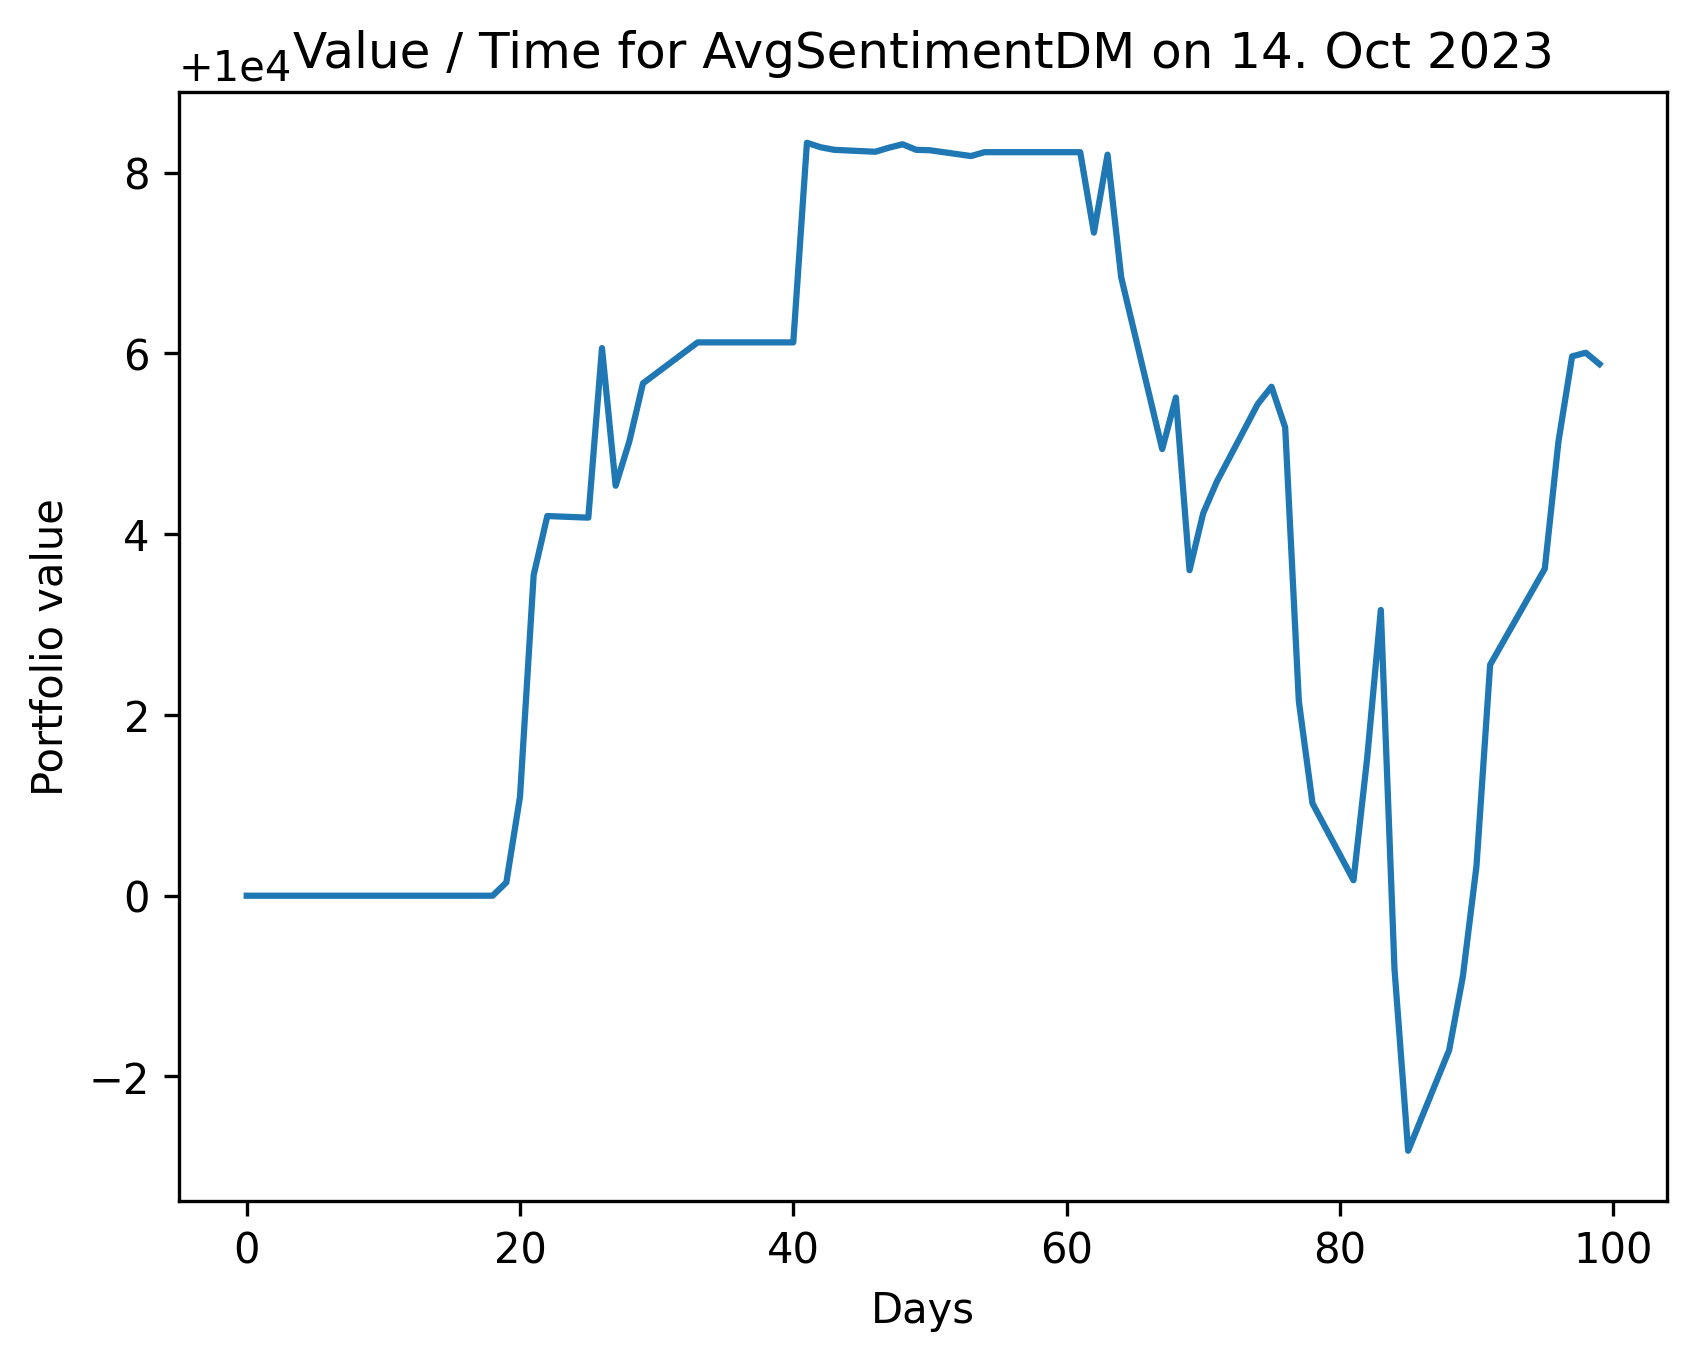 Value / Time for AvgSentimentDM on 14. Oct 2023
+1e4
8
6
4
2
0
−2
Portfolio value
0 20 40 60 80 100
Days